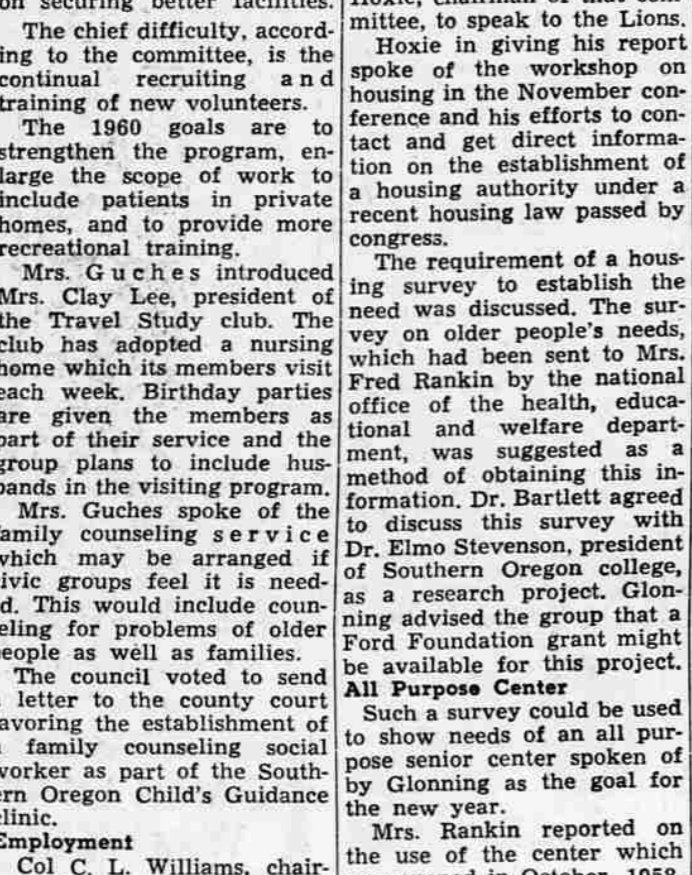 on securing better facilities.
The chief difficulty, accord-
ing to the committee, is the
continual recruiting and
training of new volunteers.
The 1960 goals are to
strengthen the program, en-
large the scope of work to
include patients in private
homes, and to provide more
recreational training.
Mrs. Guches introduced
Mrs. Clay Lee, president of
the Travel Study club. The
club has adopted a nursing
home which its members visit
each week. Birthday parties
are given the members as
part of their service and the
group plans to include hus-
bands in the visiting program.
Mrs. Guches spoke of the
family counseling service
which may be arranged if
ivic groups feel it is need-
d. This would include coun-
eling for problems of older
eople as well as families.
The council voted to send
letter to the county court
avoring the establishment of
family counseling social
worker as part of the South-
ern Oregon Child's Guidance
clinic.
Employment
Col C. L. Williams, chair-
mittee, to speak to the Lions.
Hoxie in giving his report
spoke of the workshop on
housing in the November con-
ference and his efforts to con-
tact and get direct informa-
tion on the establishment of
a housing authority under a
recent housing law passed by
congress.
The requirement of a hous-
ing survey to establish the
need was discussed. The sur-
vey on older people's needs,
which had been sent to Mrs.
Fred Rankin by the national
office of the health, educa-
tional and welfare depart-
ment, was suggested as a
method of obtaining this in-
formation. Dr. Bartlett agreed
to discuss this survey with
Dr. Elmo Stevenson, president
of Southern Oregon college,
as a research project. Glon-
ning advised the group that a
Ford Foundation grant might
be available for this project.
All Purpose Center
Such a survey could be used
to show needs of an all pur-
pose senior center spoken of
by Glonning as the goal for
the new year.
Mrs. Rankin reported on
the use of the center which
in October, 1958,